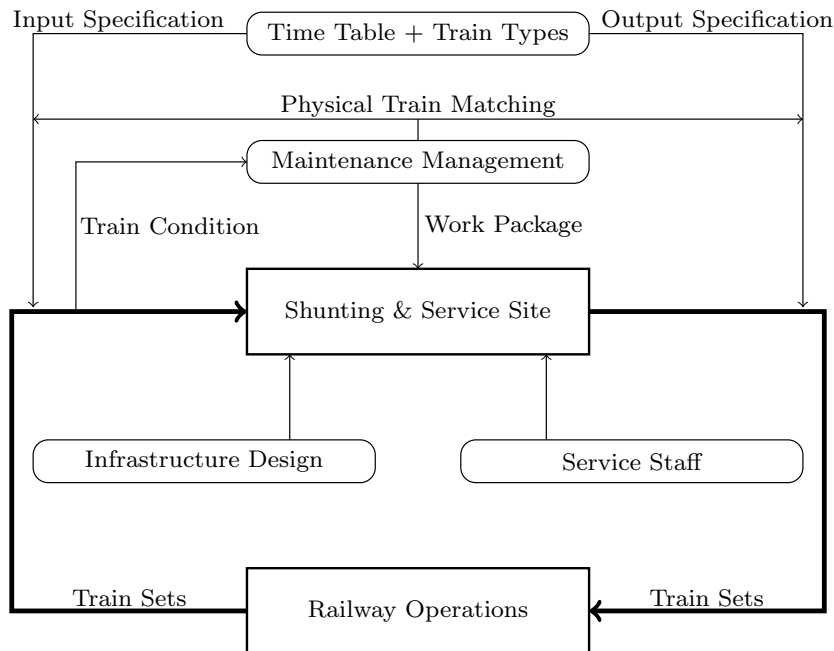 Input Specification
Time Table + Train Types
Output Specification
Physical Train Matching
Maintenance Management
Train Condition
Work Package
Shunting & Service Site
Infrastructure Design
Service Staff
Train Sets
Railway Operations
Train Sets